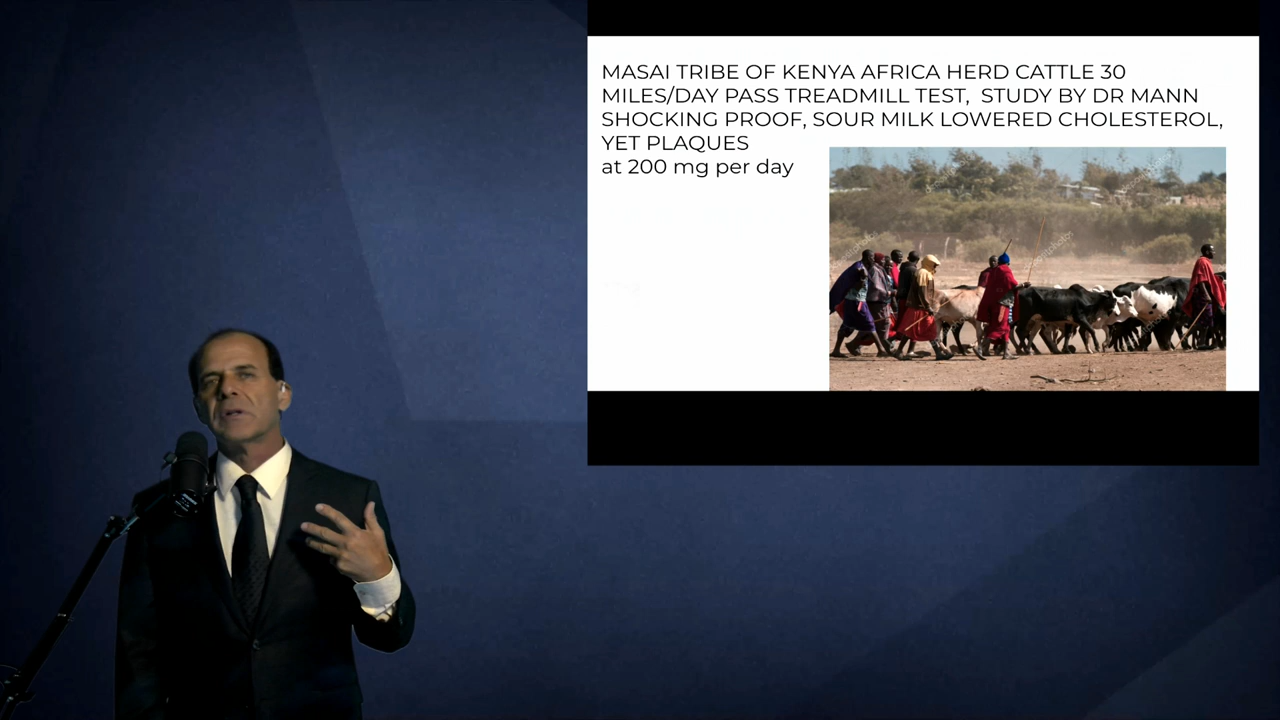 MASAI TRIBE OF KENYA AFRICA HERD CATTLE 30
MILES/DAY PASS TREADMILL TEST,  STUDY BY DR MANN
SHOCKING PROOF, SOUR MILK LOWERED CHOLESTEROL,
YET PLAQUES
at 200 mg per day